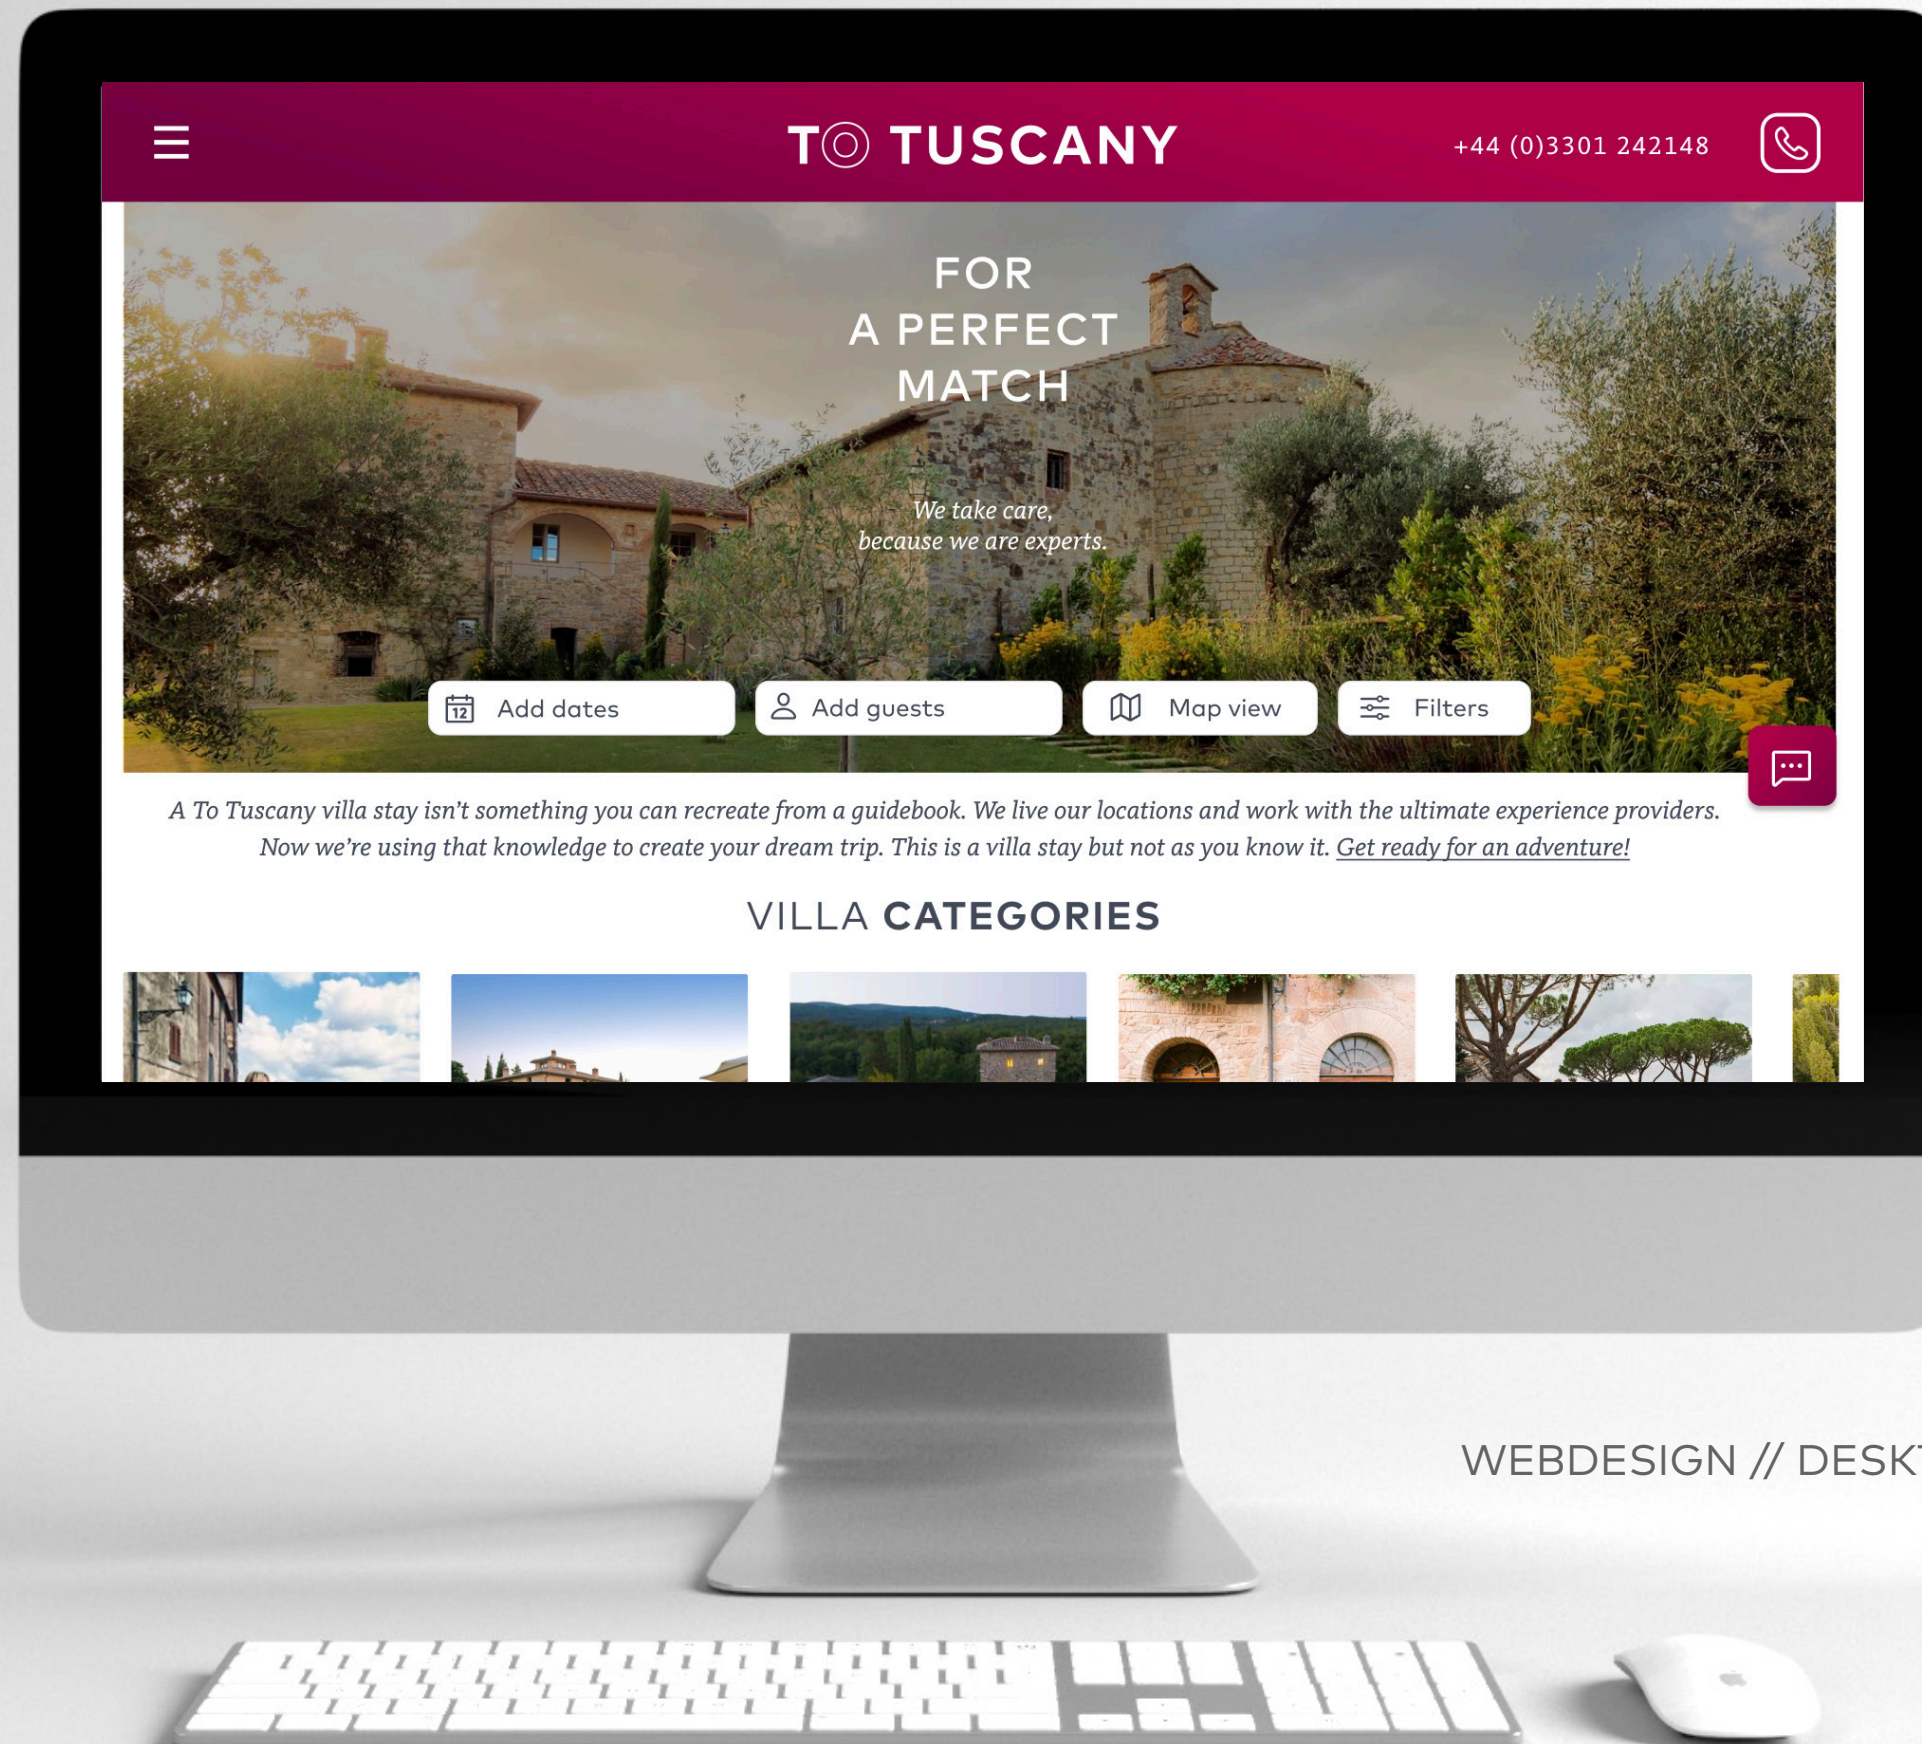 TO TUSCANY
+44 (0)3301 242148
FOR
A PERFECT
MATCH
We take care,
because we are experts.
12
Add dates
Add guests
Map view
Filters
A To Tuscany villa stay isn't something you can recreate from a guidebook. We live our locations and work with the ultimate experience providers.
Now we're using that knowledge to create your dream trip. This is a villa stay but not as you know it. Get ready for an adventure!
VILLA CATEGORIES
WEBDESIGN // DESKT